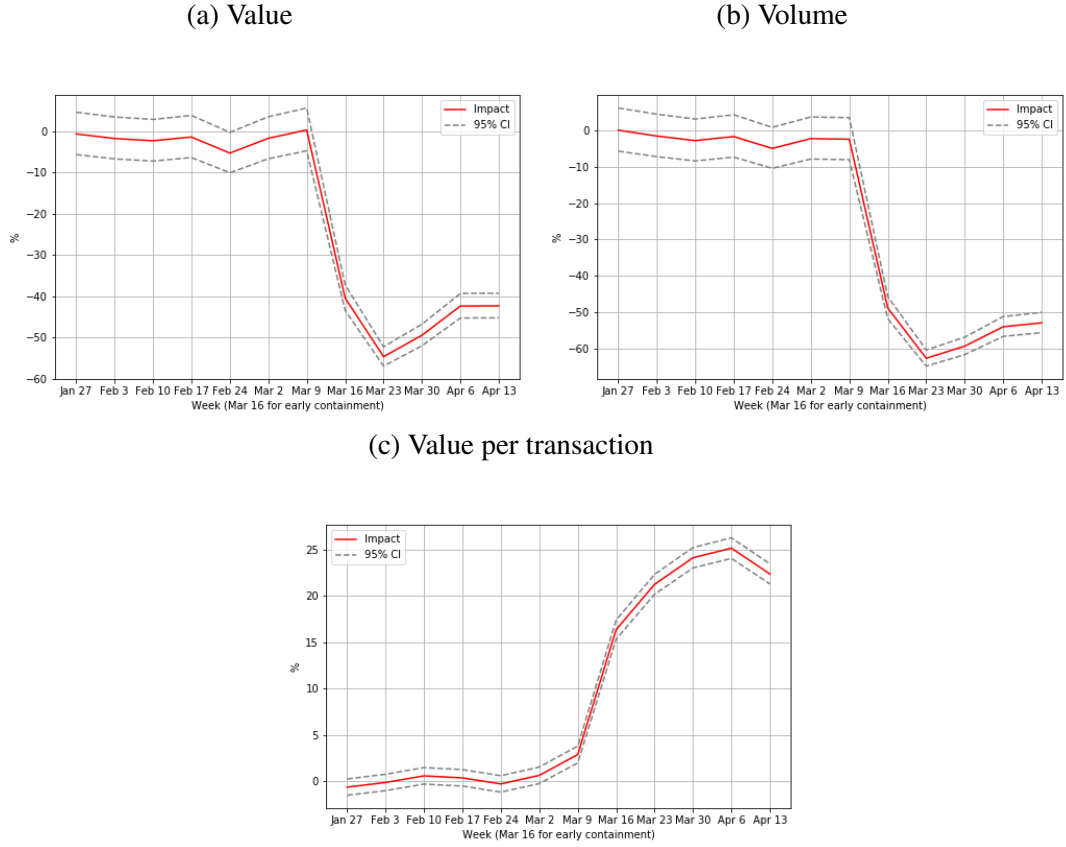 (a) Value
(b) Volume
Impact
95% CI
0
−10
−20
−30
−40
−50
−60
%
Jan 27 Feb 3 Feb 10 Feb 17 Feb 24 Mar 2 Mar 9 Mar 16 Mar 23 Mar 30 Apr 6 Apr 13
Week (Mar 16 for early containment)
Impact
95% CI
0
−10
−20
−30
−40
−50
−60
%
Jan 27 Feb 3 Feb 10 Feb 17 Feb 24 Mar 2 Mar 9 Mar 16 Mar 23 Mar 30 Apr 6 Apr 13
Week (Mar 16 for early containment)
(c) Value per transaction
Impact
95% CI
25
20
15
10
5
0
%
Jan 27 Feb 3 Feb 10 Feb 17 Feb 24 Mar 2 Mar 9 Mar 16 Mar 23 Mar 30 Apr 6 Apr 13
Week (Mar 16 for early containment)